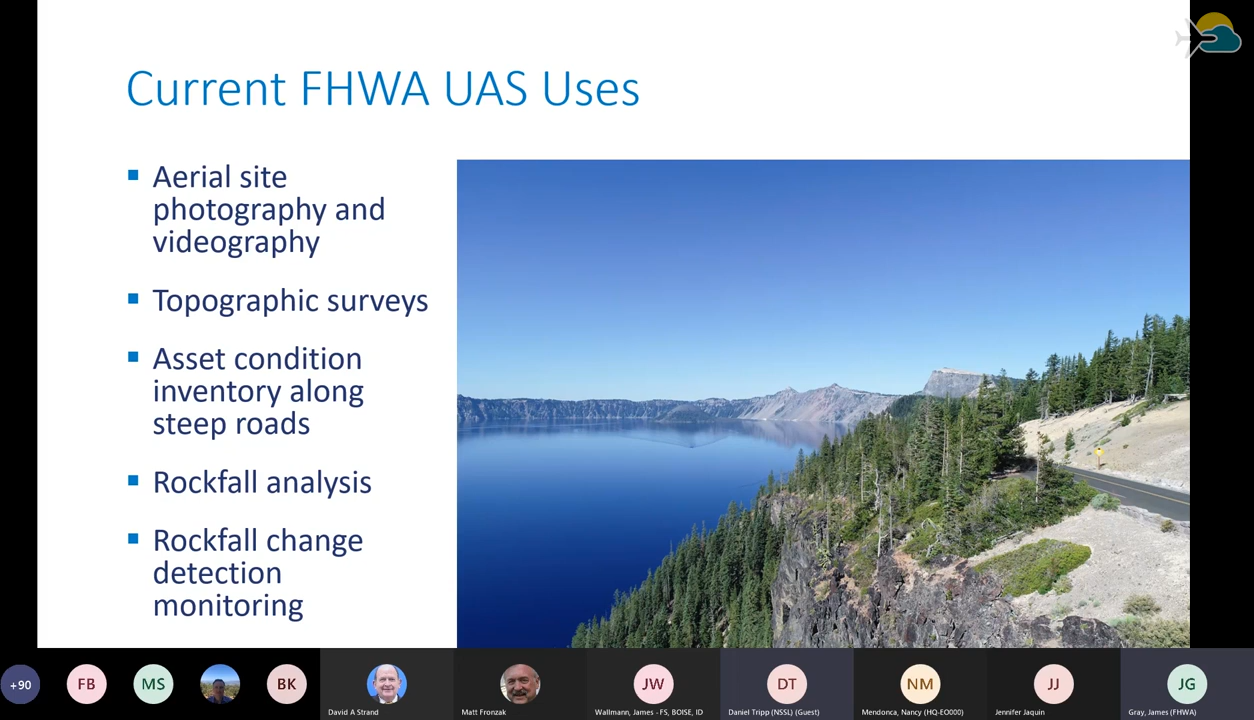 Current FHWA UAS Uses
Aerial site
photography and
videography
Topographic surveys
Asset condition
inventory along
steep roads
Rockfall analysis
Rockfall change
detection
monitoring
+90
FB
MS
BK
David A Strand
Matt Fronzak
JW
Wallmann, James - FS, BOISE, ID
DT
Daniel Tripp (NSSL) (Guest)
NM
Mendonca, Nancy (HQ-EO000)
JJ
Jennifer Jaquin
JG
Gray, James (FHWA)